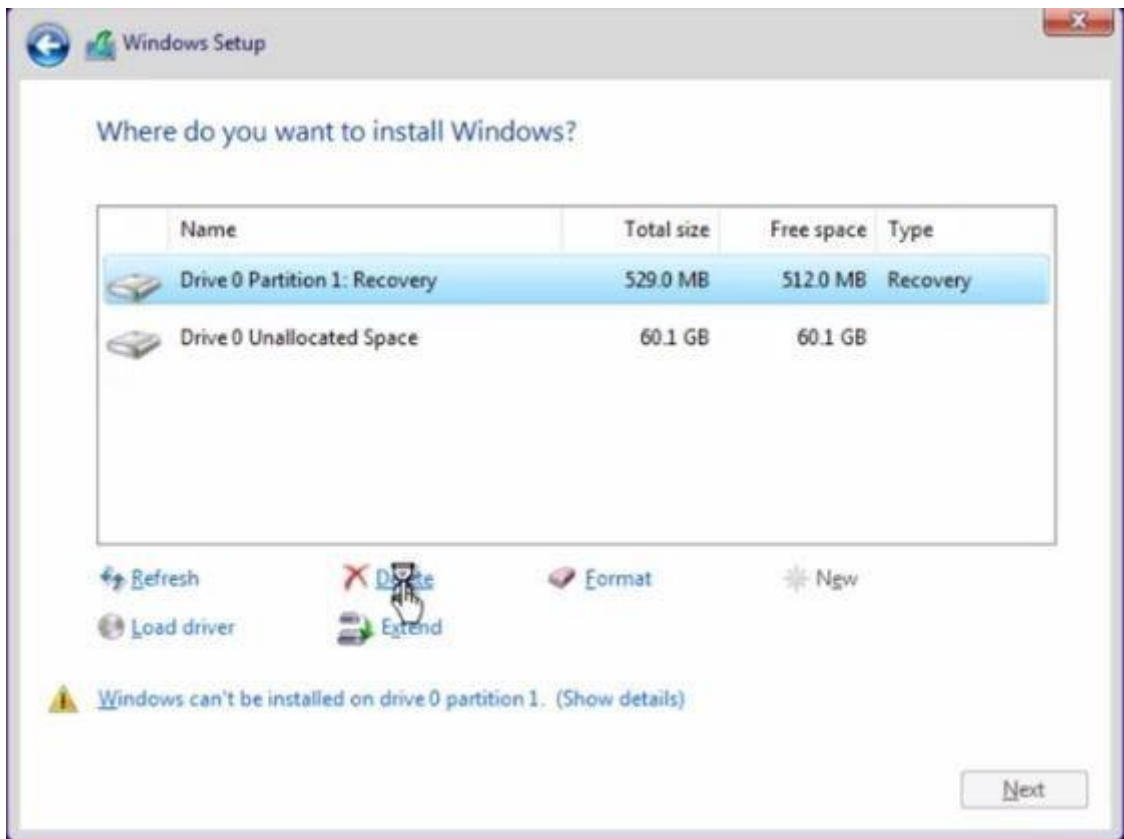 Windows Setup
Where do you want to install Windows?
Name Total size Free space Type
Drive 0 Partition 1: Recovery 529.0 MB 512.0 MB Recovery
Drive 0 Unallocated Space 60.1 GB 60.1 GB
Refresh Delete Format New
Load driver Extend
Windows can't be installed on drive 0 partition 1. (Show details)
Next